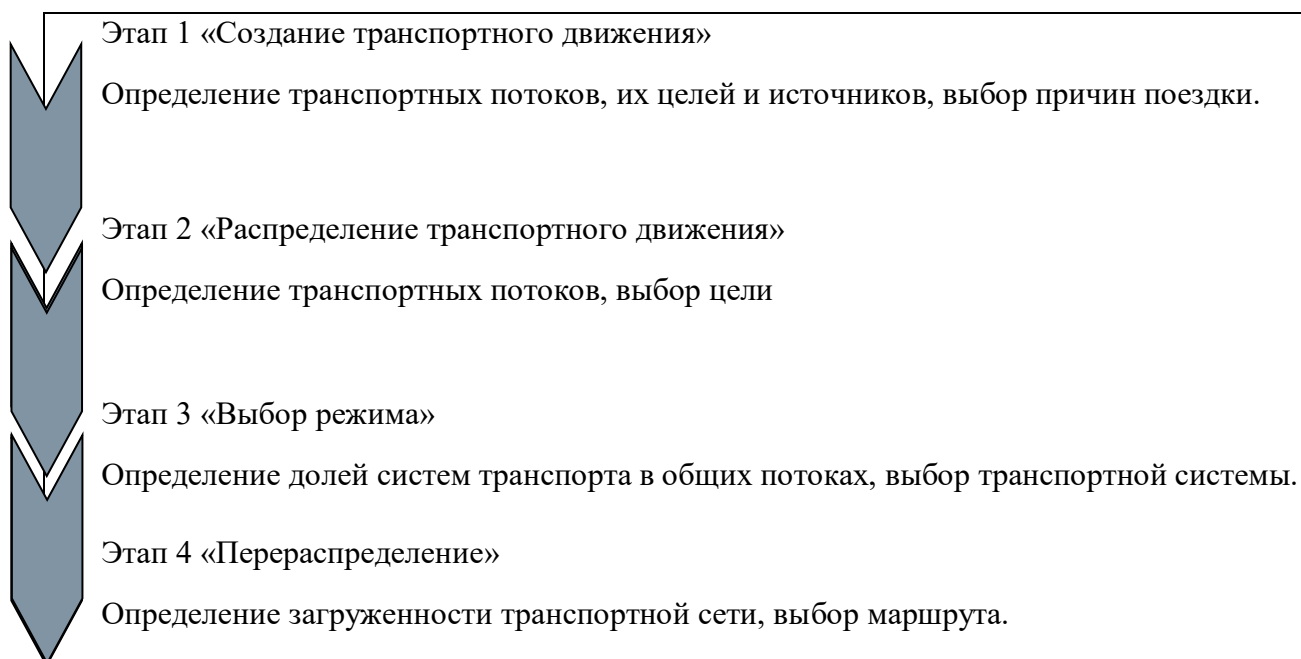 Этап 1 «Создание транспортного движения»
Определение транспортных потоков, их целей и источников, выбор причин поездки.
Этап 2 «Распределение транспортного движения»
Определение транспортных потоков, выбор цели
Этап 3 «Выбор режима»
Определение долей систем транспорта в общих потоках, выбор транспортной системы.
Этап 4 «Перераспределение»
Определение загруженности транспортной сети, выбор маршрута.